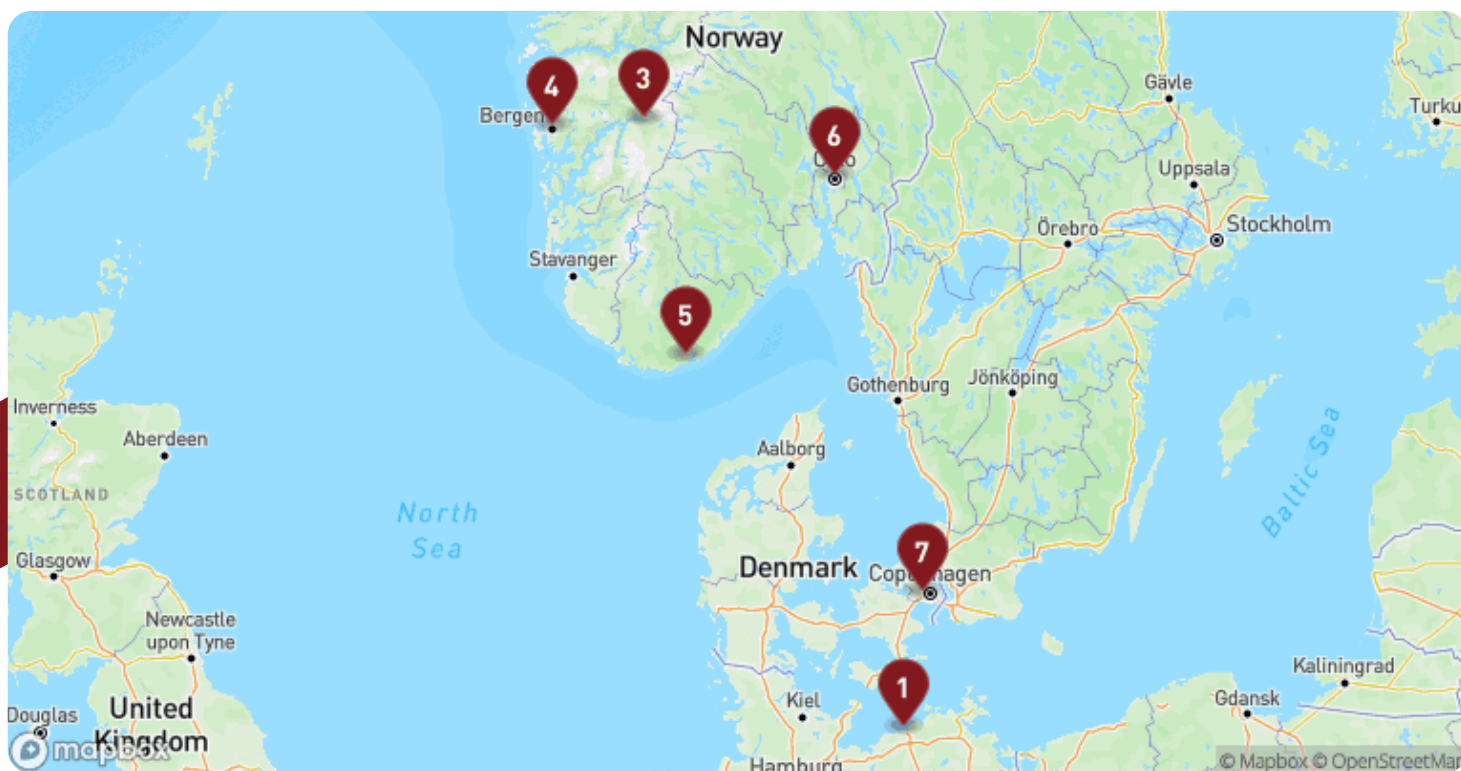 Norway
4
3
Bergen
6
Gävle
Turku
Uppsala
Örebro
Stockholm
Stavanger
5
Gothenburg
Jönköping
Inverness
Aberdeen
Aalborg
SCOTLAND
North
Sea
Baltic Sea
Glasgow
7
Denmark
Newcastle
upon Tyne
Kaliningrad
1
Kiel
Gdansk
Douglas
United
Kingdom
mapbox
Hamburg
© Mapbox © OpenStreetMap